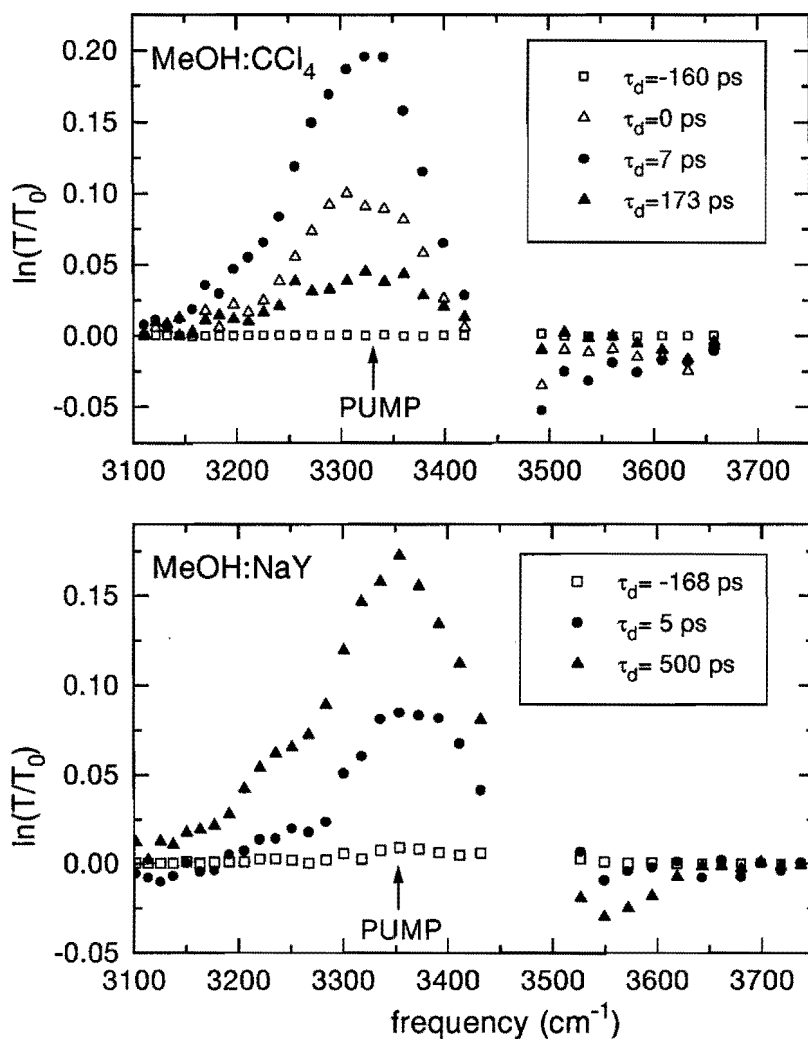 MeOH:CCl₄
τd=-160 ps
τd=0 ps
τd=7 ps
τd=173 ps
ln(T/T₀)
0.20
0.15
0.10
0.05
0.00
-0.05
PUMP
3100 3200 3300 3400 3500 3600 3700
MeOH:NaY
τd= -168 ps
τd= 5 ps
τd= 500 ps
ln(T/T₀)
0.15
0.10
0.05
0.00
-0.05
PUMP
3100 3200 3300 3400 3500 3600 3700
frequency (cm⁻¹)